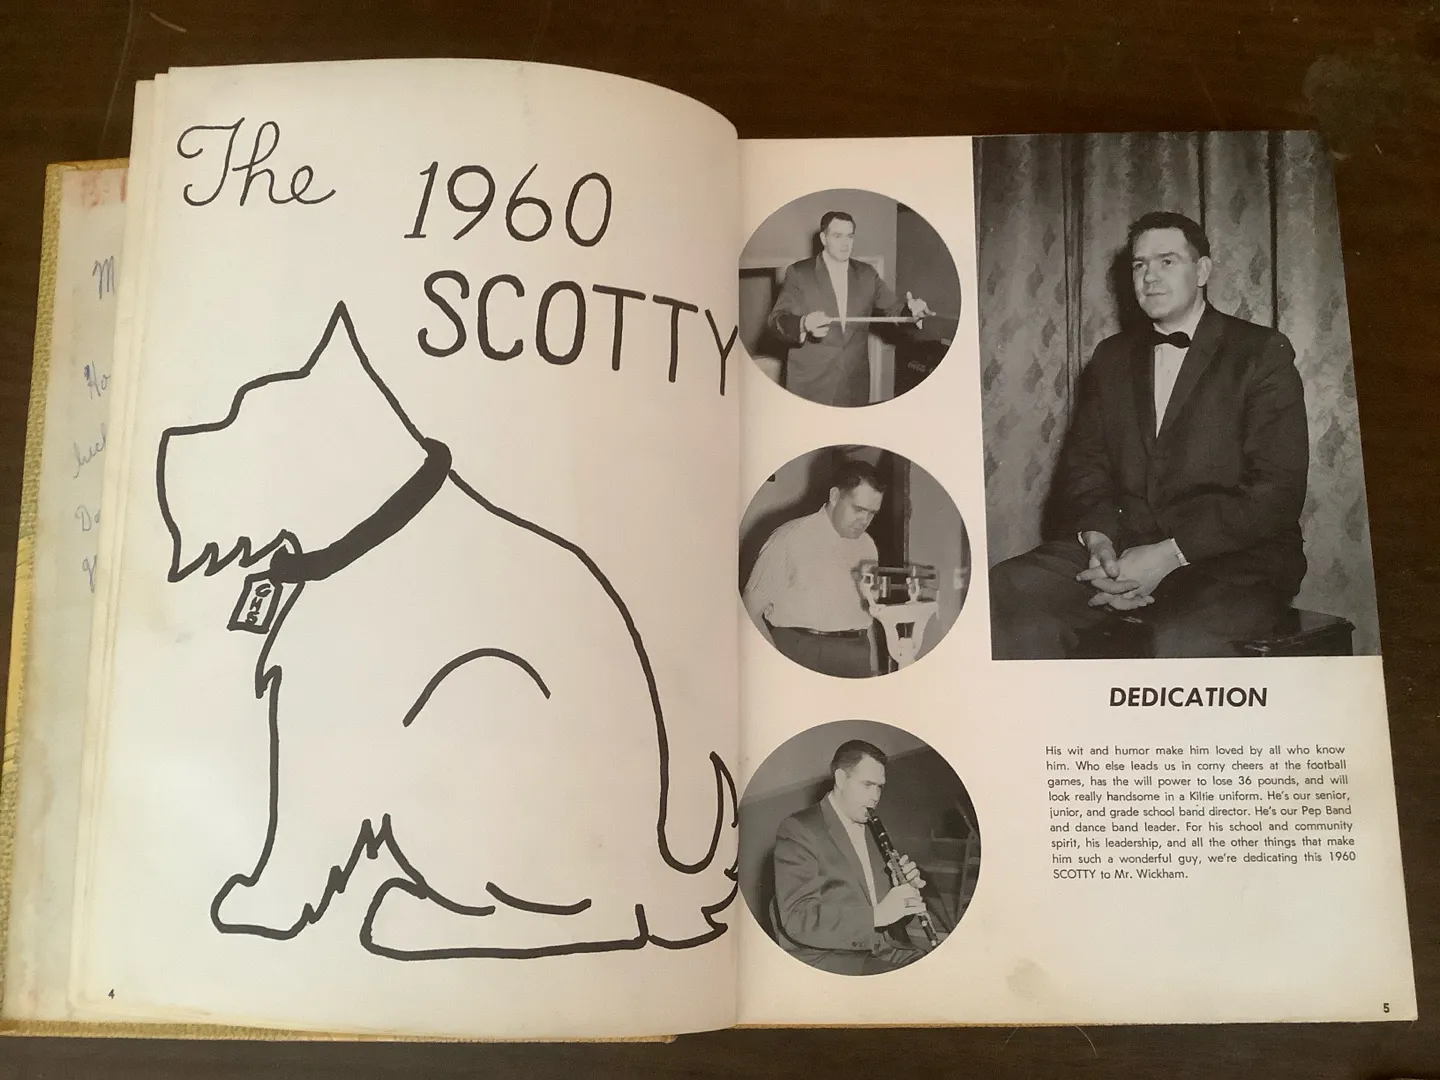 The
1960
SCOTTY
GHS
4
M
Ho
Do
DEDICATION
His wit and humor make him loved by all who know
him. Who else leads us in corny cheers at the football
games, has the will power to lose 36 pounds, and will
look really handsome in a Kiltie uniform. He's our senior,
junior, and grade school band director. He's our Pep Band
and dance band leader. For his school and community
spirit, his leadership, and all the other things that make
him such a wonderful guy, we're dedicating this 1960
SCOTTY to Mr. Wickham.
5